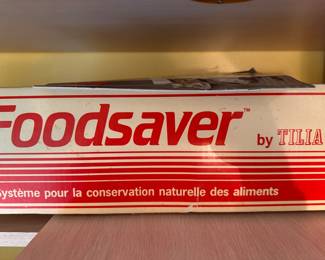 Foodsaver™ by TILIA
Système pour la conservation naturelle des aliments